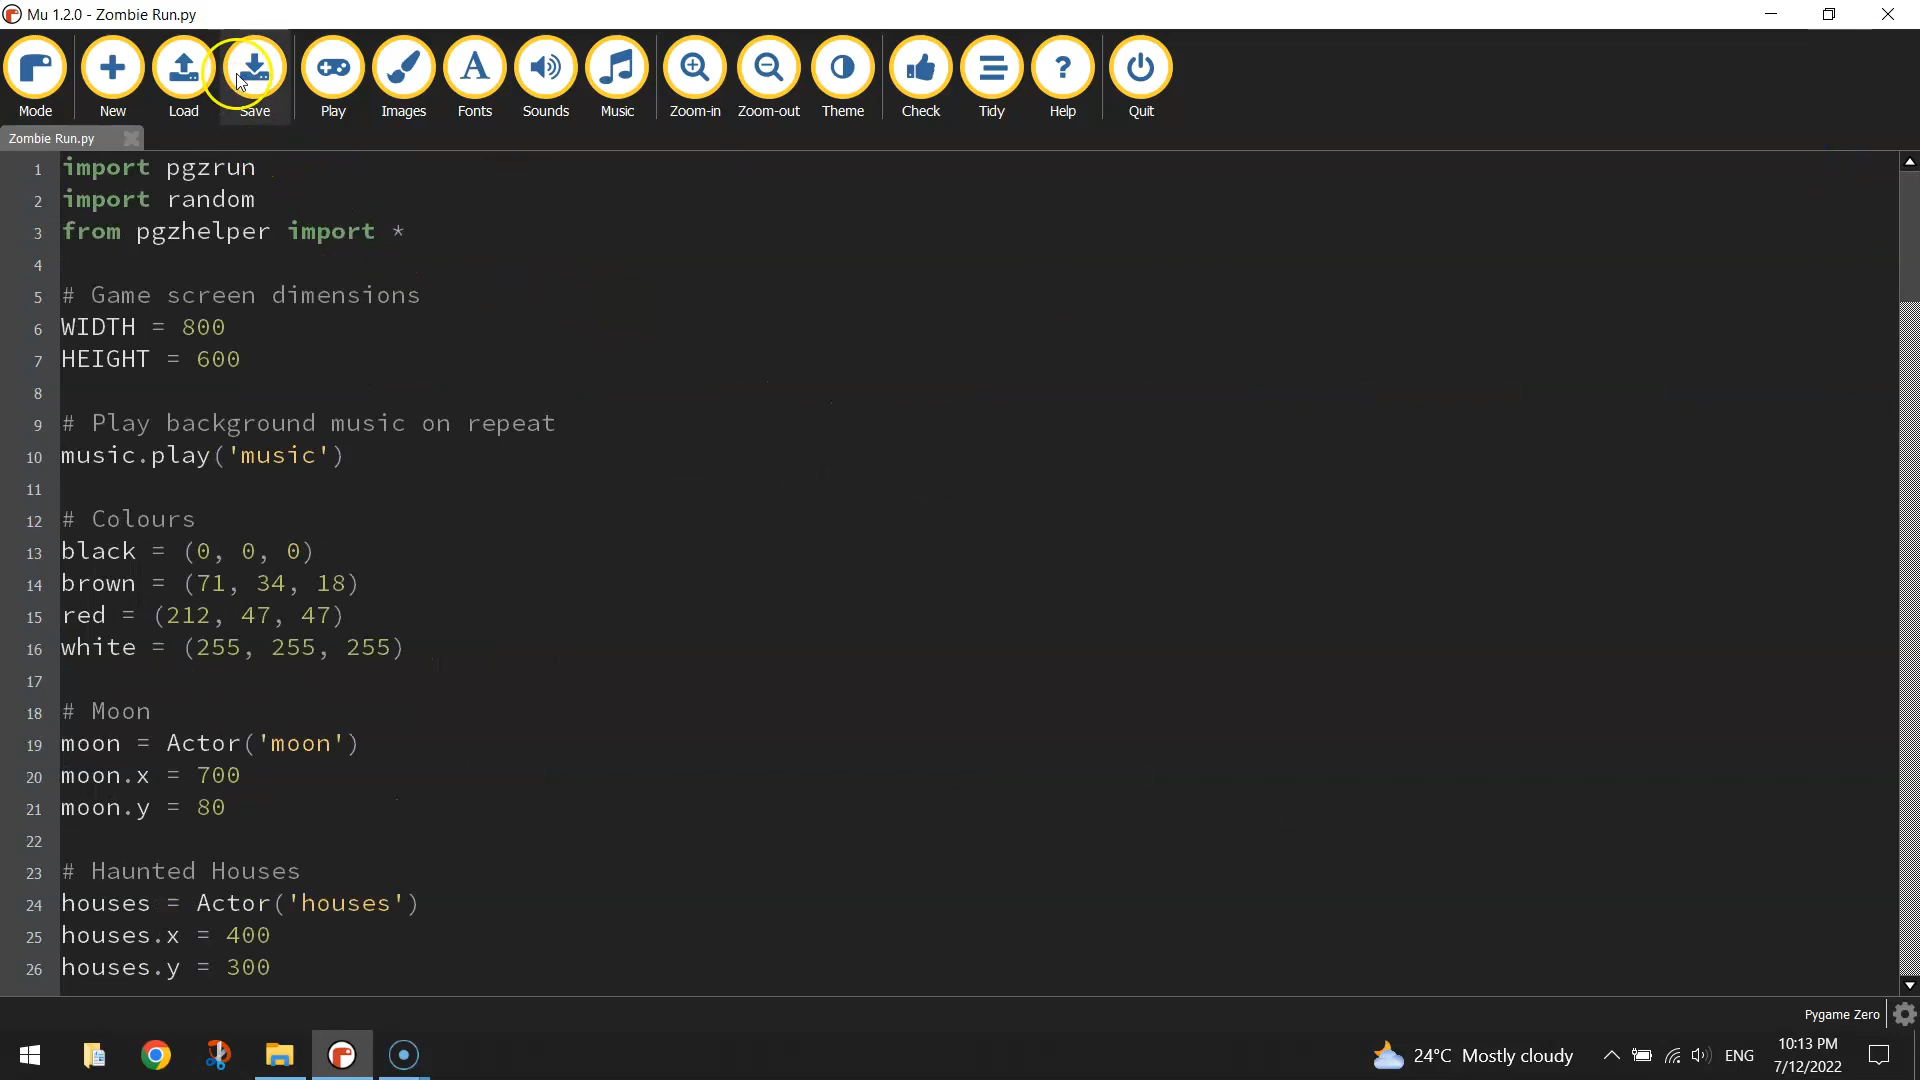 Mu 1.2.0 - Zombie Run.py
Mode New Load Save Play Images Fonts Sounds Music Zoom-in Zoom-out Theme Check Tidy Help Quit
Zombie Run.py
1 import pgzrun
2 import random
3 from pgzhelper import *
4
5 # Game screen dimensions
6 WIDTH = 800
7 HEIGHT = 600
8
9 # Play background music on repeat
10 music.play('music')
11
12 # Colours
13 black = (0, 0, 0)
14 brown = (71, 34, 18)
15 red = (212, 47, 47)
16 white = (255, 255, 255)
17
18 # Moon
19 moon = Actor('moon')
20 moon.x = 700
21 moon.y = 80
22
23 # Haunted Houses
24 houses = Actor('houses')
25 houses.x = 400
26 houses.y = 300
Pygame Zero
24°C Mostly cloudy ENG 10:13 PM
7/12/2022